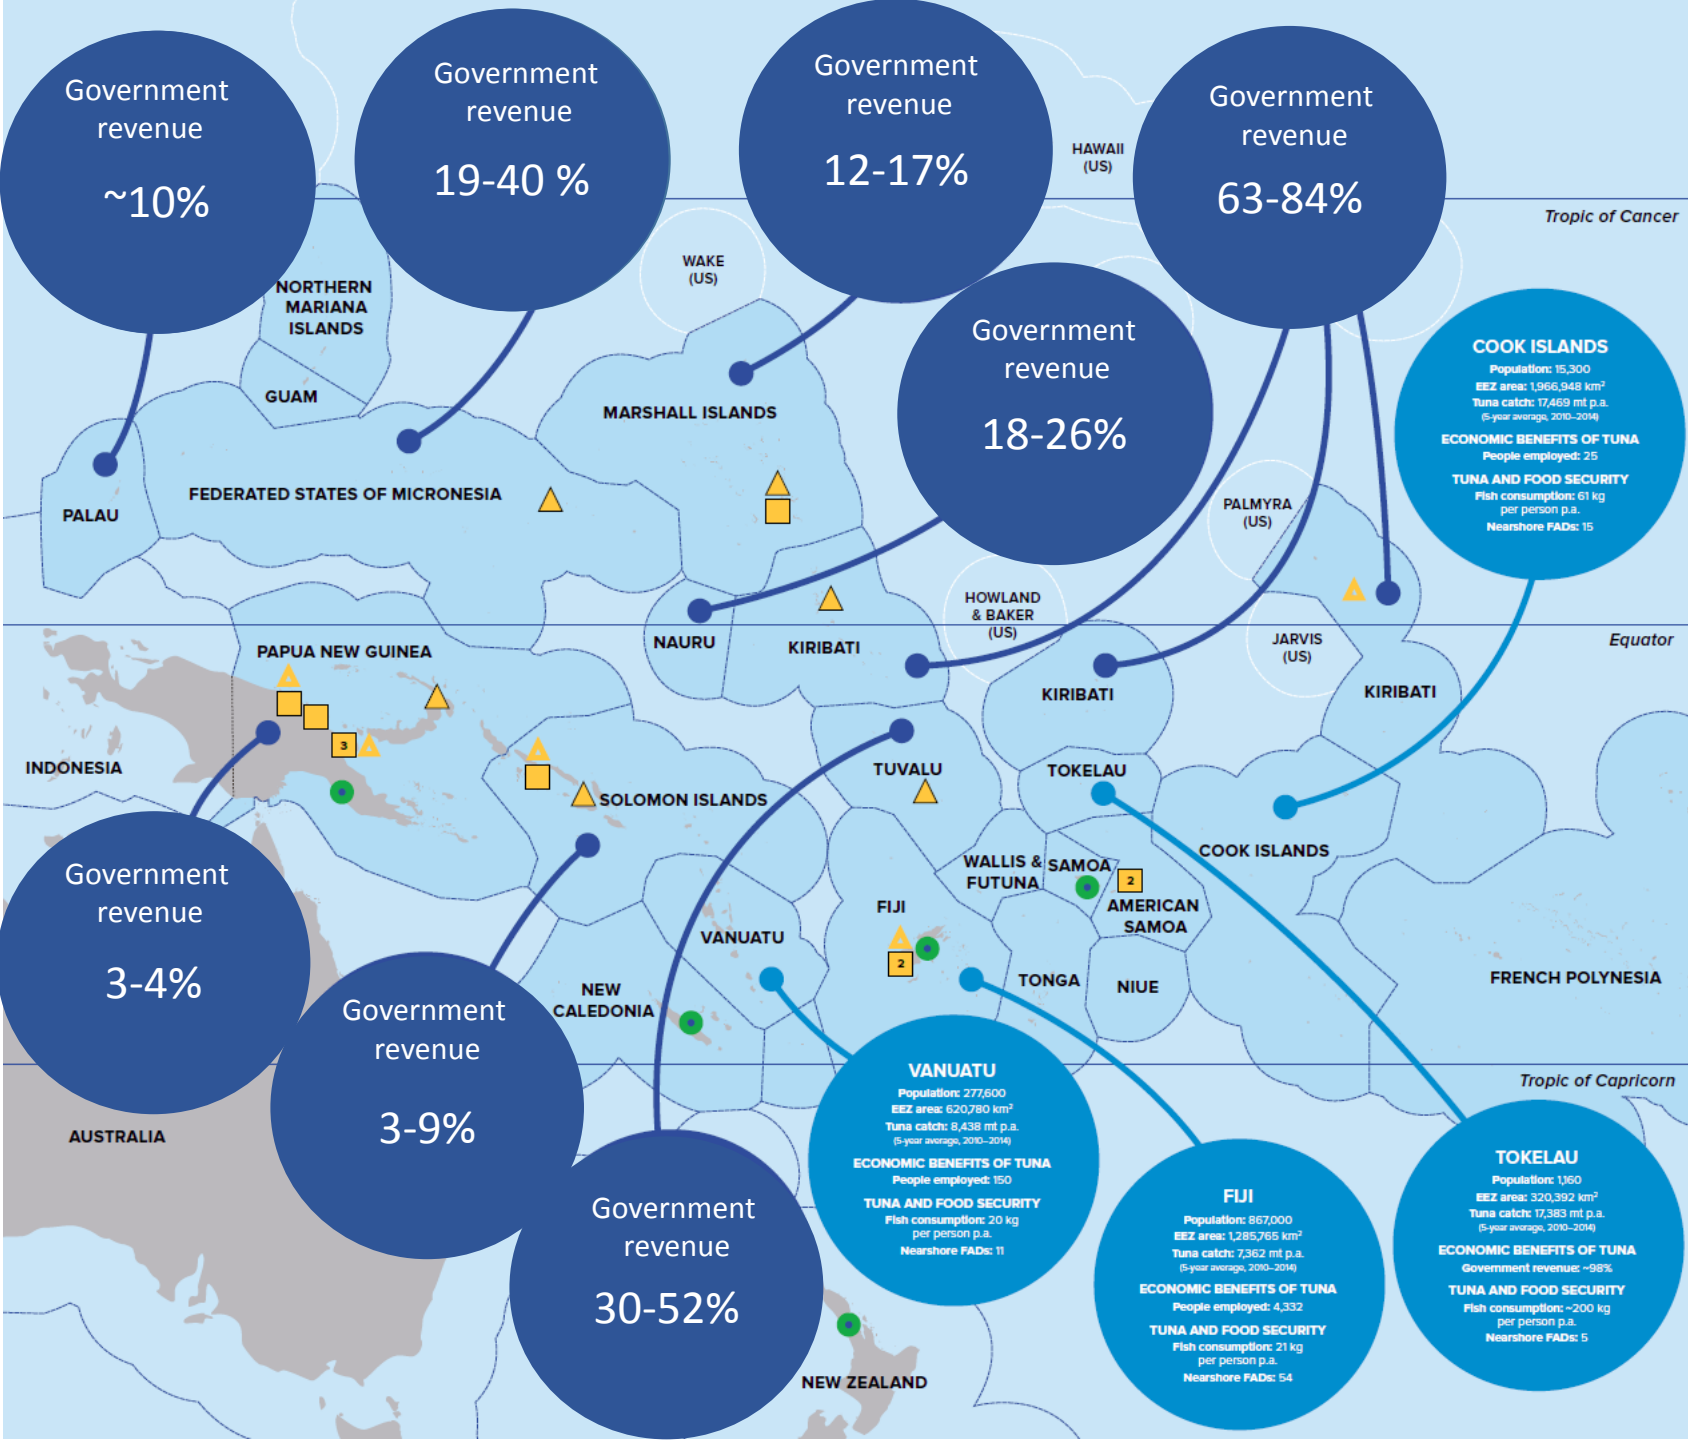 Government
revenue
~10%
Government
revenue
19-40 %
Government
revenue
12-17%
Government
revenue
63-84%
HAWAII
(US)
Tropic of Cancer
WAKE
(US)
NORTHERN
MARIANA
ISLANDS
GUAM
Government
revenue
18-26%
COOK ISLANDS
Population: 15,300
EEZ area: 1,966,948 km²
Tuna catch: 17,469 mt p.a.
(5-year average, 2010–2014)
ECONOMIC BENEFITS OF TUNA
People employed: 25
TUNA AND FOOD SECURITY
Fish consumption: 61 kg
per person p.a.
Nearshore FADs: 15
MARSHALL ISLANDS
FEDERATED STATES OF MICRONESIA
PALAU
PALMYRA
(US)
HOWLAND
& BAKER
(US)
JARVIS
(US)
Equator
NAURU
KIRIBATI
KIRIBATI
KIRIBATI
PAPUA NEW GUINEA
3
INDONESIA
SOLOMON ISLANDS
TUVALU
TOKELAU
COOK ISLANDS
WALLIS &
FUTUNA
SAMOA
2
AMERICAN
SAMOA
FIJI
2
VANUATU
NEW
CALEDONIA
TONGA
NIUE
FRENCH POLYNESIA
Government
revenue
3-4%
Government
revenue
3-9%
Government
revenue
30-52%
Tropic of Capricorn
AUSTRALIA
VANUATU
Population: 277,600
EEZ area: 620,780 km²
Tuna catch: 8,438 mt p.a.
(5-year average, 2010–2014)
ECONOMIC BENEFITS OF TUNA
People employed: 150
TUNA AND FOOD SECURITY
Fish consumption: 20 kg
per person p.a.
Nearshore FADs: 11
FIJI
Population: 867,000
EEZ area: 1,285,765 km²
Tuna catch: 7,362 mt p.a.
(5-year average, 2010–2014)
ECONOMIC BENEFITS OF TUNA
People employed: 4,332
TUNA AND FOOD SECURITY
Fish consumption: 21 kg
per person p.a.
Nearshore FADs: 54
TOKELAU
Population: 1,160
EEZ area: 320,392 km²
Tuna catch: 17,383 mt p.a.
(5-year average, 2010–2014)
ECONOMIC BENEFITS OF TUNA
Government revenue: ~98%
TUNA AND FOOD SECURITY
Fish consumption: ~200 kg
per person p.a.
Nearshore FADs: 5
NEW ZEALAND